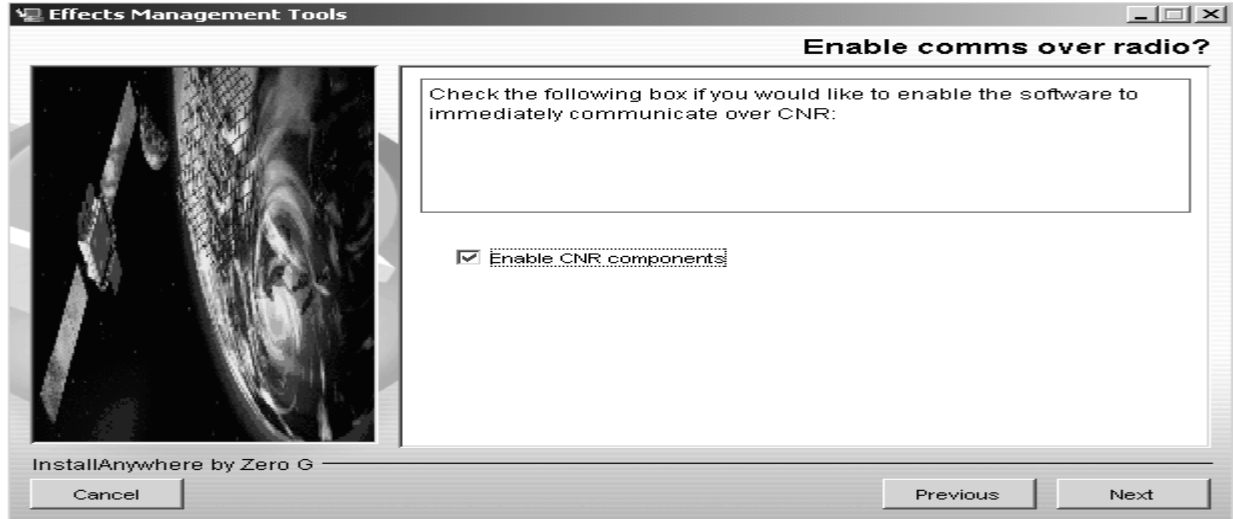 Effects Management Tools
Enable comms over radio?
Check the following box if you would like to enable the software to
immediately communicate over CNR:
Enable CNR components
InstallAnywhere by Zero G
Cancel
Previous
Next